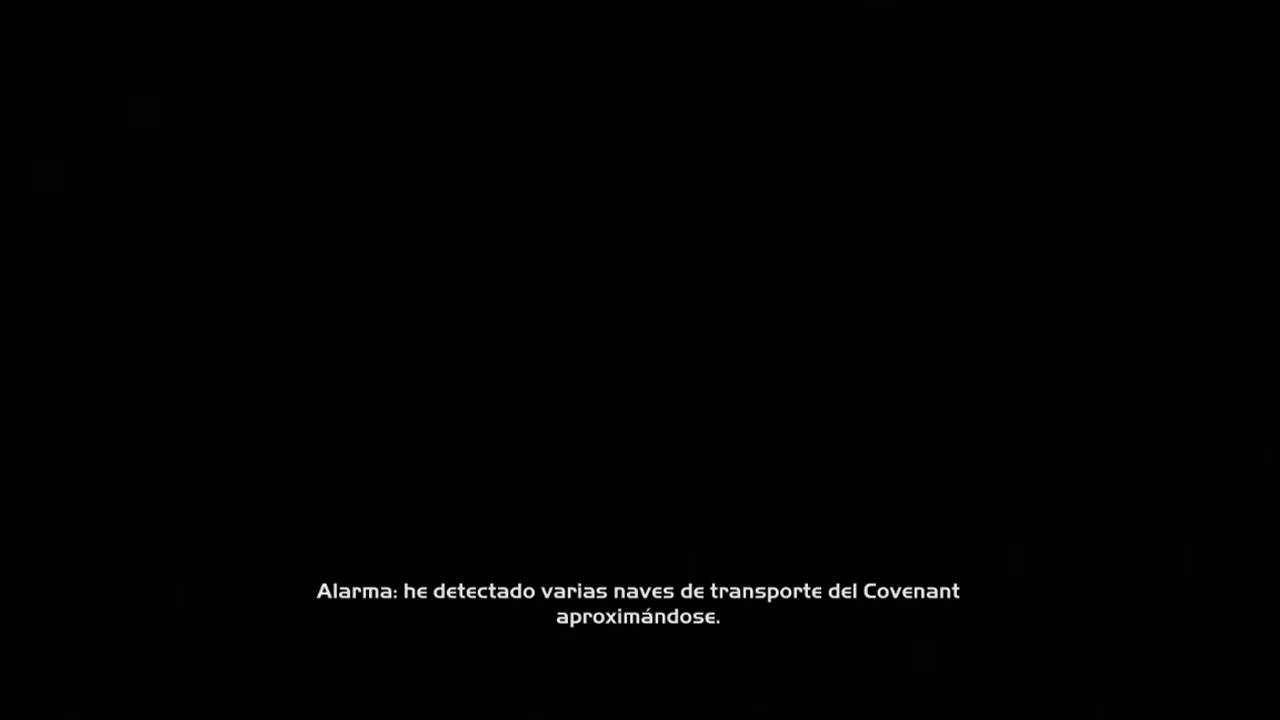 Alarma: he detectado varias naves de transporte del Covenant
aproximándose.